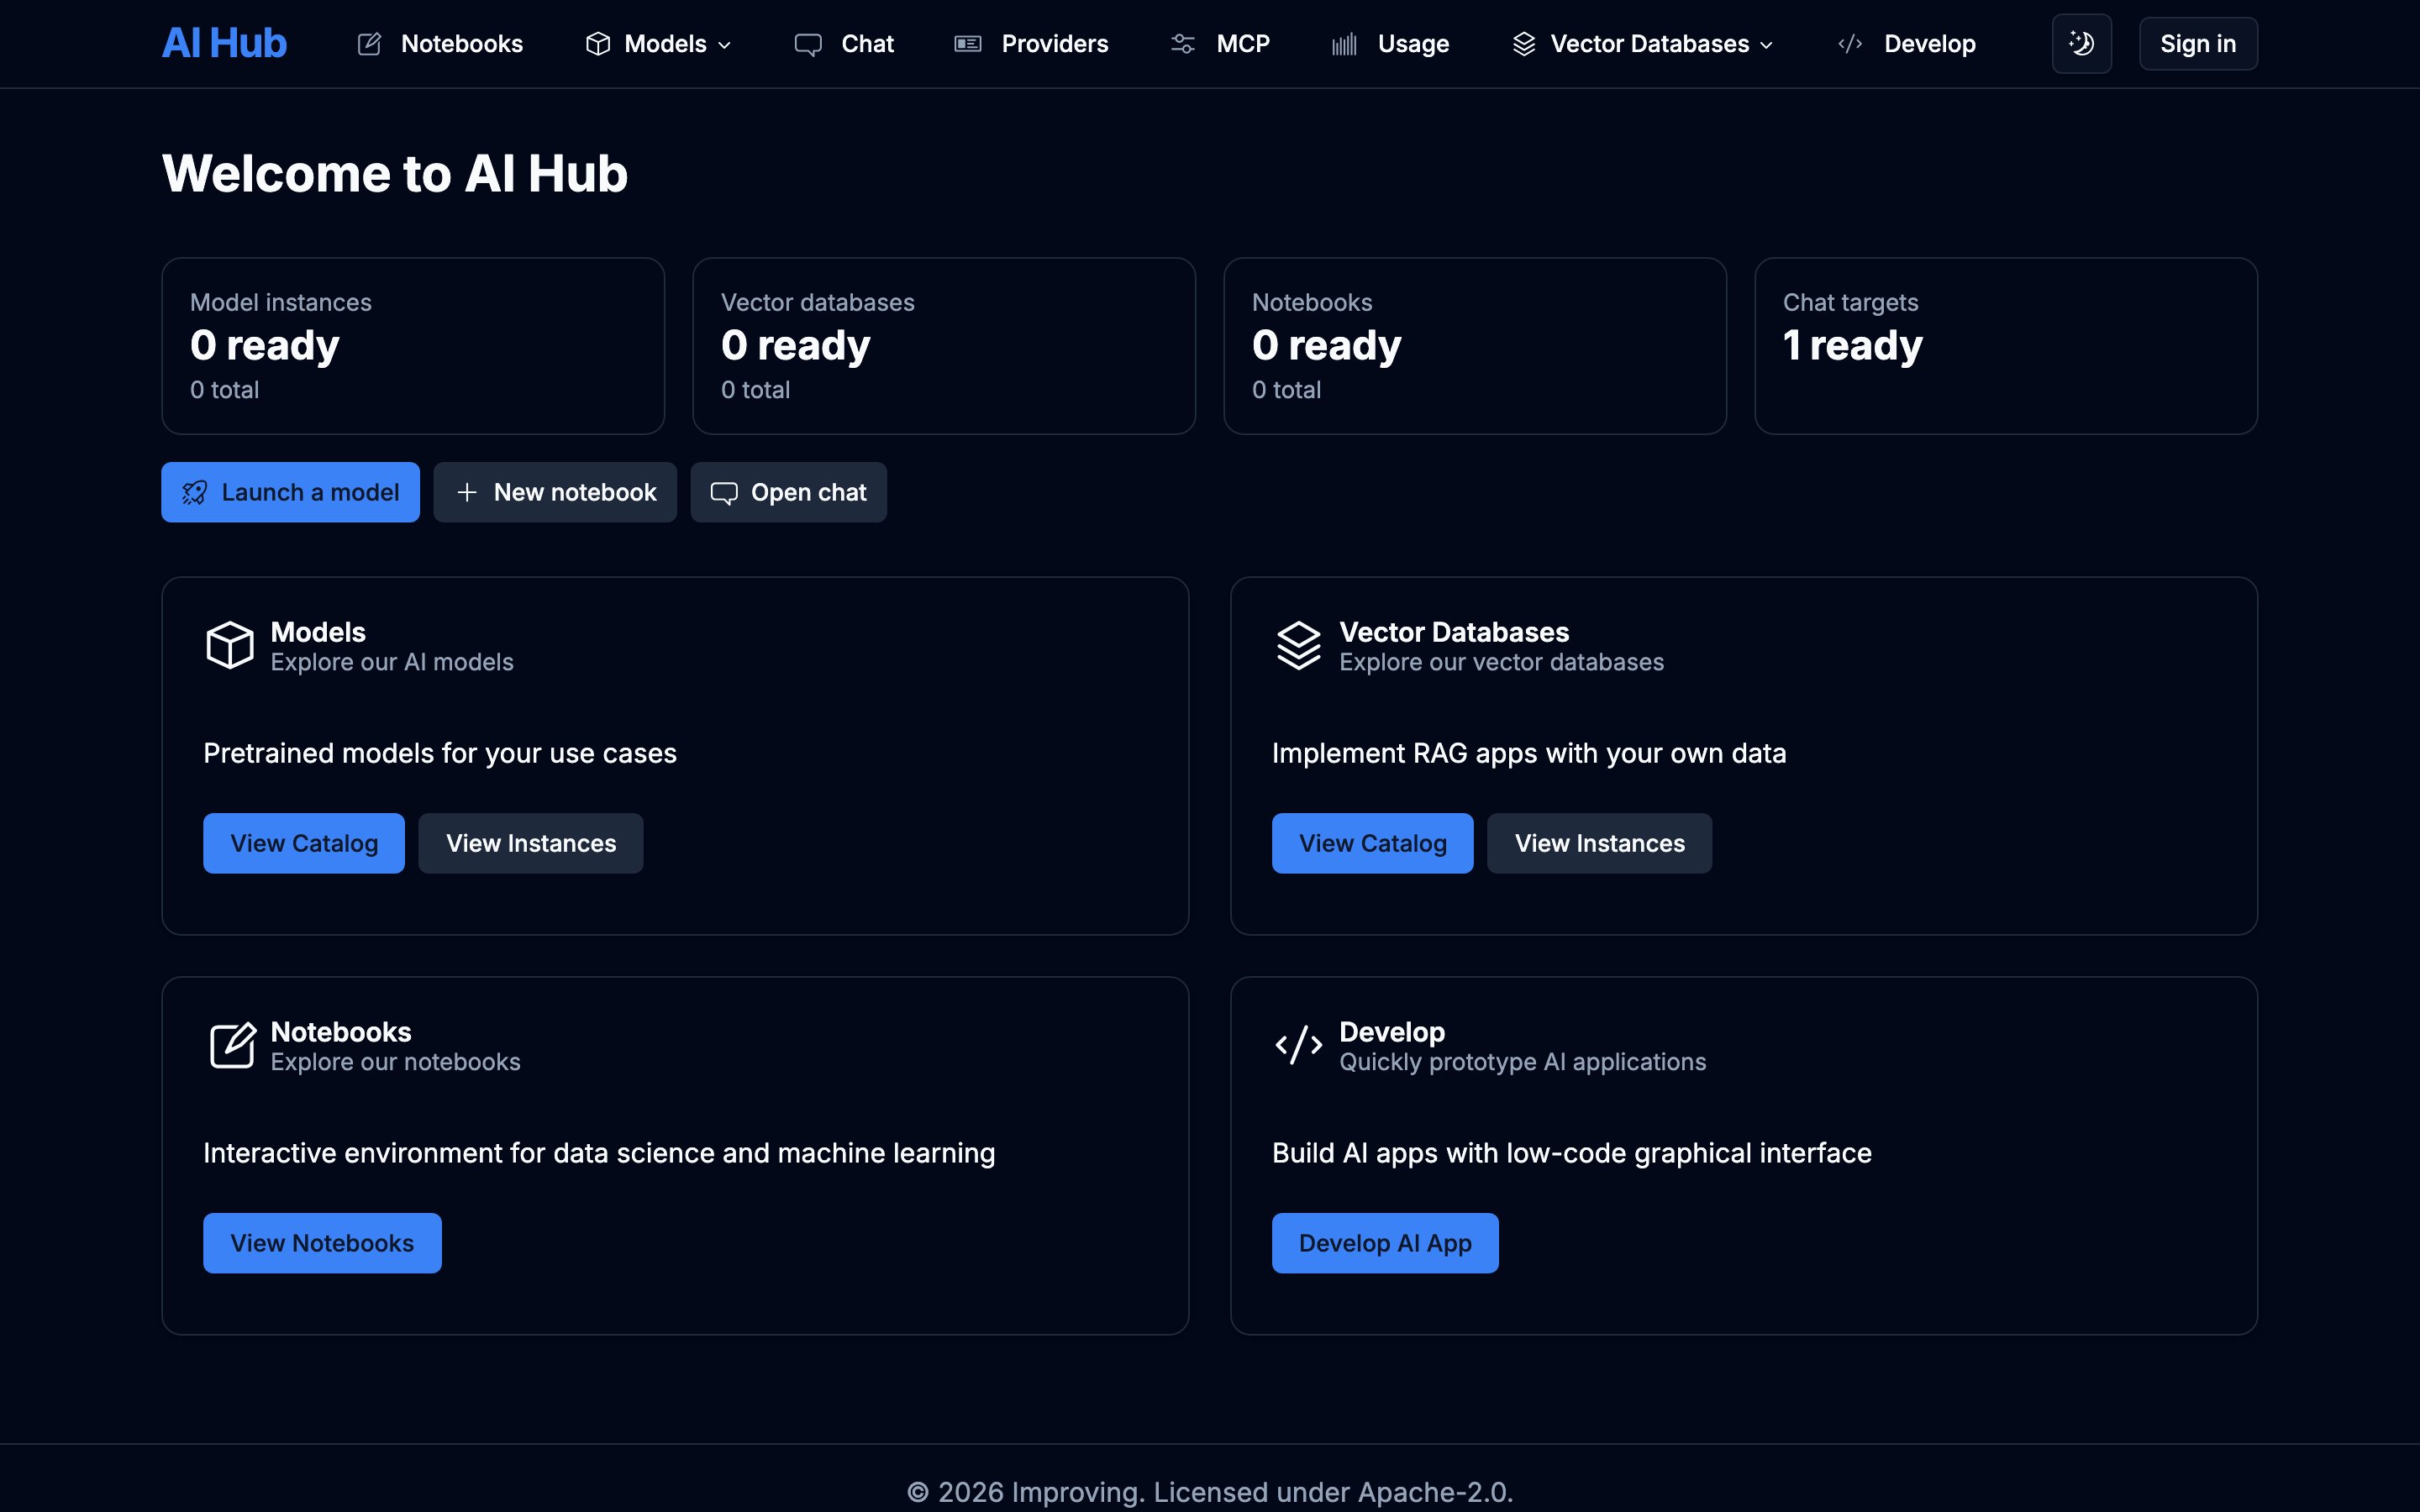 AI Hub
Notebooks
Models
Chat
Providers
MCP
Usage
Vector Databases
Develop
Sign in
Welcome to AI Hub
Model instances
0 ready
0 total
Vector databases
0 ready
0 total
Notebooks
0 ready
0 total
Chat targets
1 ready
Launch a model
New notebook
Open chat
Models
Explore our AI models
Pretrained models for your use cases
View Catalog
View Instances
Vector Databases
Explore our vector databases
Implement RAG apps with your own data
View Catalog
View Instances
Notebooks
Explore our notebooks
Interactive environment for data science and machine learning
View Notebooks
Develop
Quickly prototype AI applications
Build AI apps with low-code graphical interface
Develop AI App
© 2026 Improving. Licensed under Apache-2.0.